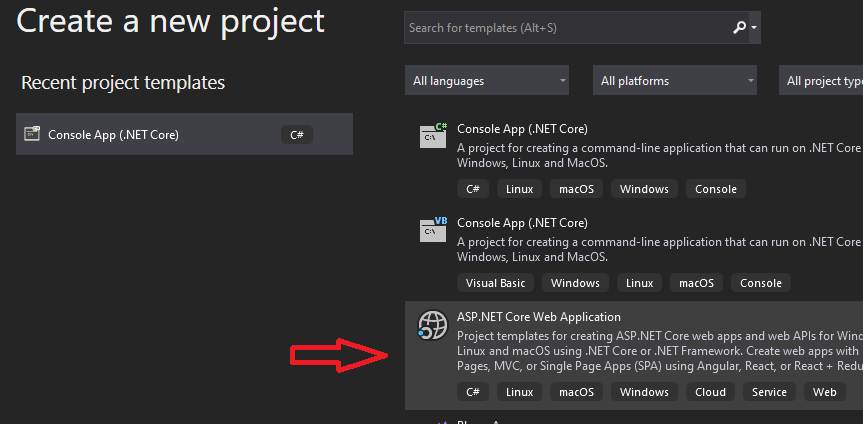 Create a new project
Search for templates (Alt+S)
Recent project templates
All languages
All platforms
All project type
Console App (.NET Core)
C#
C#
C:\
Console App (.NET Core)
A project for creating a command-line application that can run on .NET Core
Windows, Linux and MacOS.
C# Linux macOS Windows Console
VB
C:\
Console App (.NET Core)
A project for creating a command-line application that can run on .NET Core
Windows, Linux and MacOS.
Visual Basic Windows Linux macOS Console
ASP.NET Core Web Application
Project templates for creating ASP.NET Core web apps and web APIs for Wind
Linux and macOS using .NET Core or .NET Framework. Create web apps with
Pages, MVC, or Single Page Apps (SPA) using Angular, React, or React + Redu
C# Linux macOS Windows Cloud Service Web